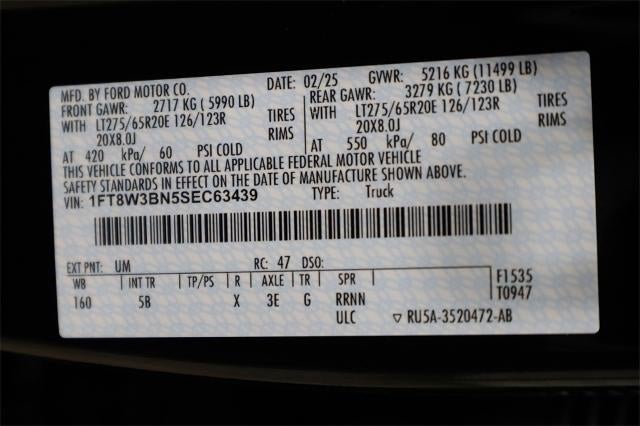 MFD. BY FORD MOTOR CO. DATE: 02/25 GVWR: 5216 KG (11499 LB)
FRONT GAWR: 2717 KG (5990 LB) REAR GAWR: 3279 KG (7230 LB)
WITH LT275/65R20E 126/123R TIRES WITH LT275/65R20E 126/123R TIRES
20X8.0J RIMS 20X8.0J RIMS
AT 420 kPa/ 60 PSI COLD AT 550 kPa/ 80 PSI COLD
THIS VEHICLE CONFORMS TO ALL APPLICABLE FEDERAL MOTOR VEHICLE
SAFETY STANDARDS IN EFFECT ON THE DATE OF MANUFACTURE SHOWN ABOVE.
VIN: 1FT8W3BN5SEC63439 TYPE: Truck
EXT PNT: UM RC: 47 DSO:
WB INT TR TP/PS R AXLE TR SPR F1535
160 5B X 3E G RRNN T0947
ULC ▽ RU5A-3520472-AB